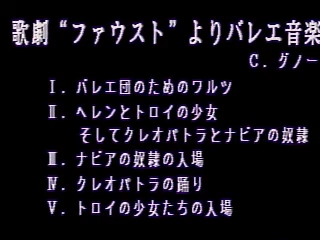 歌劇“ファウスト”よりバレエ音楽
C. グノー
Ⅰ. バレエ団のためのワルツ
Ⅱ. ヘレンとトロイの少女
そしてクレオパトラとナビアの奴隷
Ⅲ. ナビアの奴隷の入場
Ⅳ. クレオパトラの踊り
Ⅴ. トロイの少女たちの入場